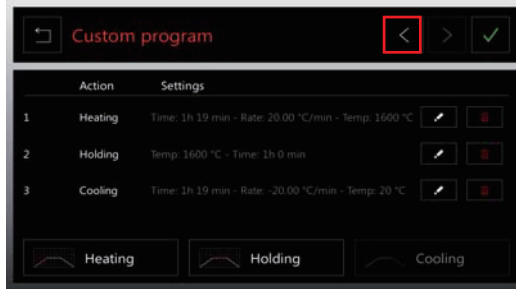 Custom program
Action Settings
1 Heating Time: 1h 19 min - Rate: 20.00 °C/min - Temp: 1600 °C
2 Holding Temp: 1600 °C - Time: 1h 0 min
3 Cooling Time: 1h 19 min - Rate: -20.00 °C/min - Temp: 20 °C
Heating Holding Cooling